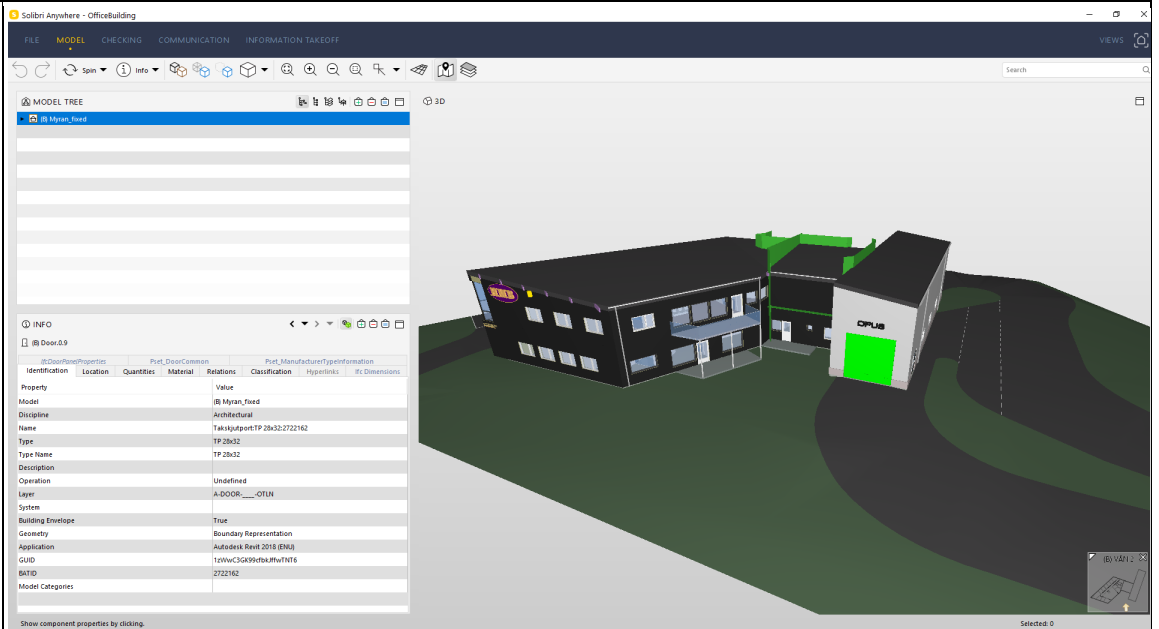 Solibri Anywhere - OfficeBuilding
FILE MODEL CHECKING COMMUNICATION INFORMATION TAKEOFF VIEWS
Spin Info Search
MODEL TREE
3D
(B) Myran_fixed
OPUS
INFO
(B) Door.0.9
IfcDoorPanelProperties Pset_DoorCommon Pset_ManufacturerTypeInformation
Identification Location Quantities Material Relations Classification Hyperlinks Ifc Dimensions
Property Value
Model (B) Myran_fixed
Discipline Architectural
Name Takskjutport:TP 28x32:2722162
Type TP 28x32
Type Name TP 28x32
Description
Operation Undefined
Layer A-DOOR-____-OTLN
System
Building Envelope True
Geometry Boundary Representation
Application Autodesk Revit 2018 (ENU)
GUID 1zWwC3GK99cfbkJffwTNT6
BATID 2722162
Model Categories
(B) VÅN 2
Show component properties by clicking. Selected: 0